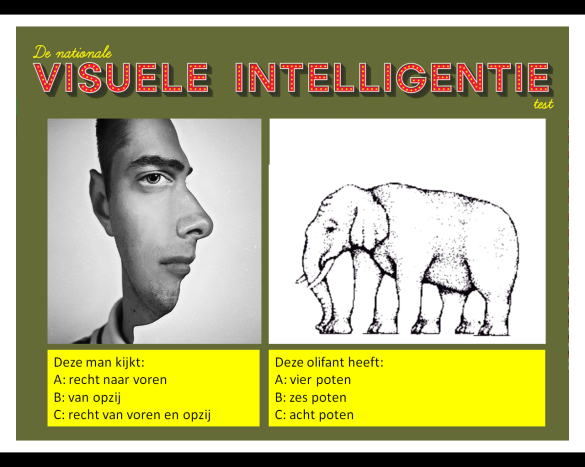 De nationale
VISUELE INTELLIGENTIE
test
Deze man kijkt:
A: recht naar voren
B: van opzij
C: recht van voren en opzij
Deze olifant heeft:
A: vier poten
B: zes poten
C: acht poten